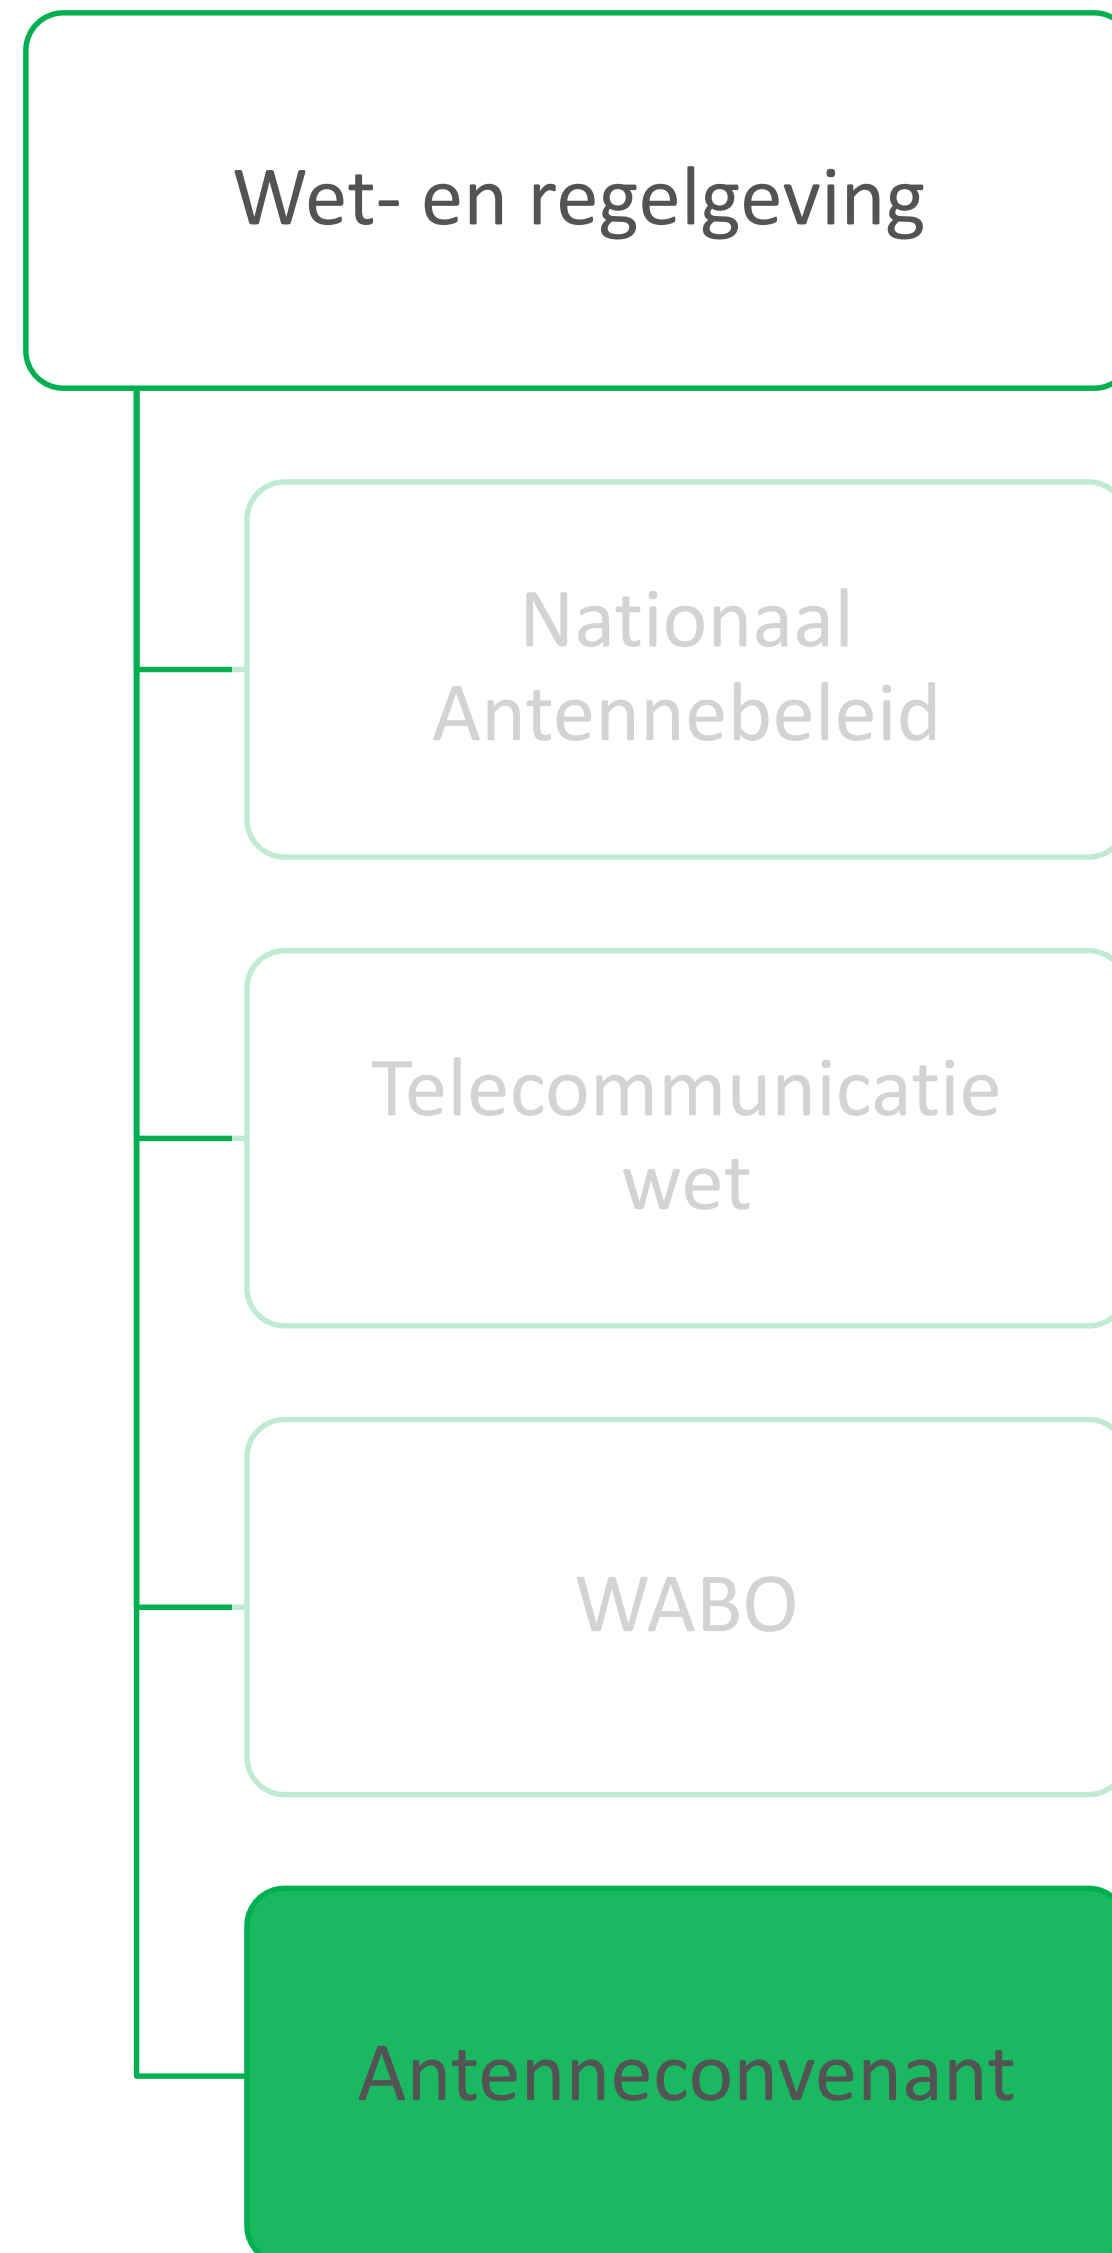 Wet- en regelgeving
Nationaal
Antennebeleid
Telecommunicatie
wet
WABO
Antenneconvenant